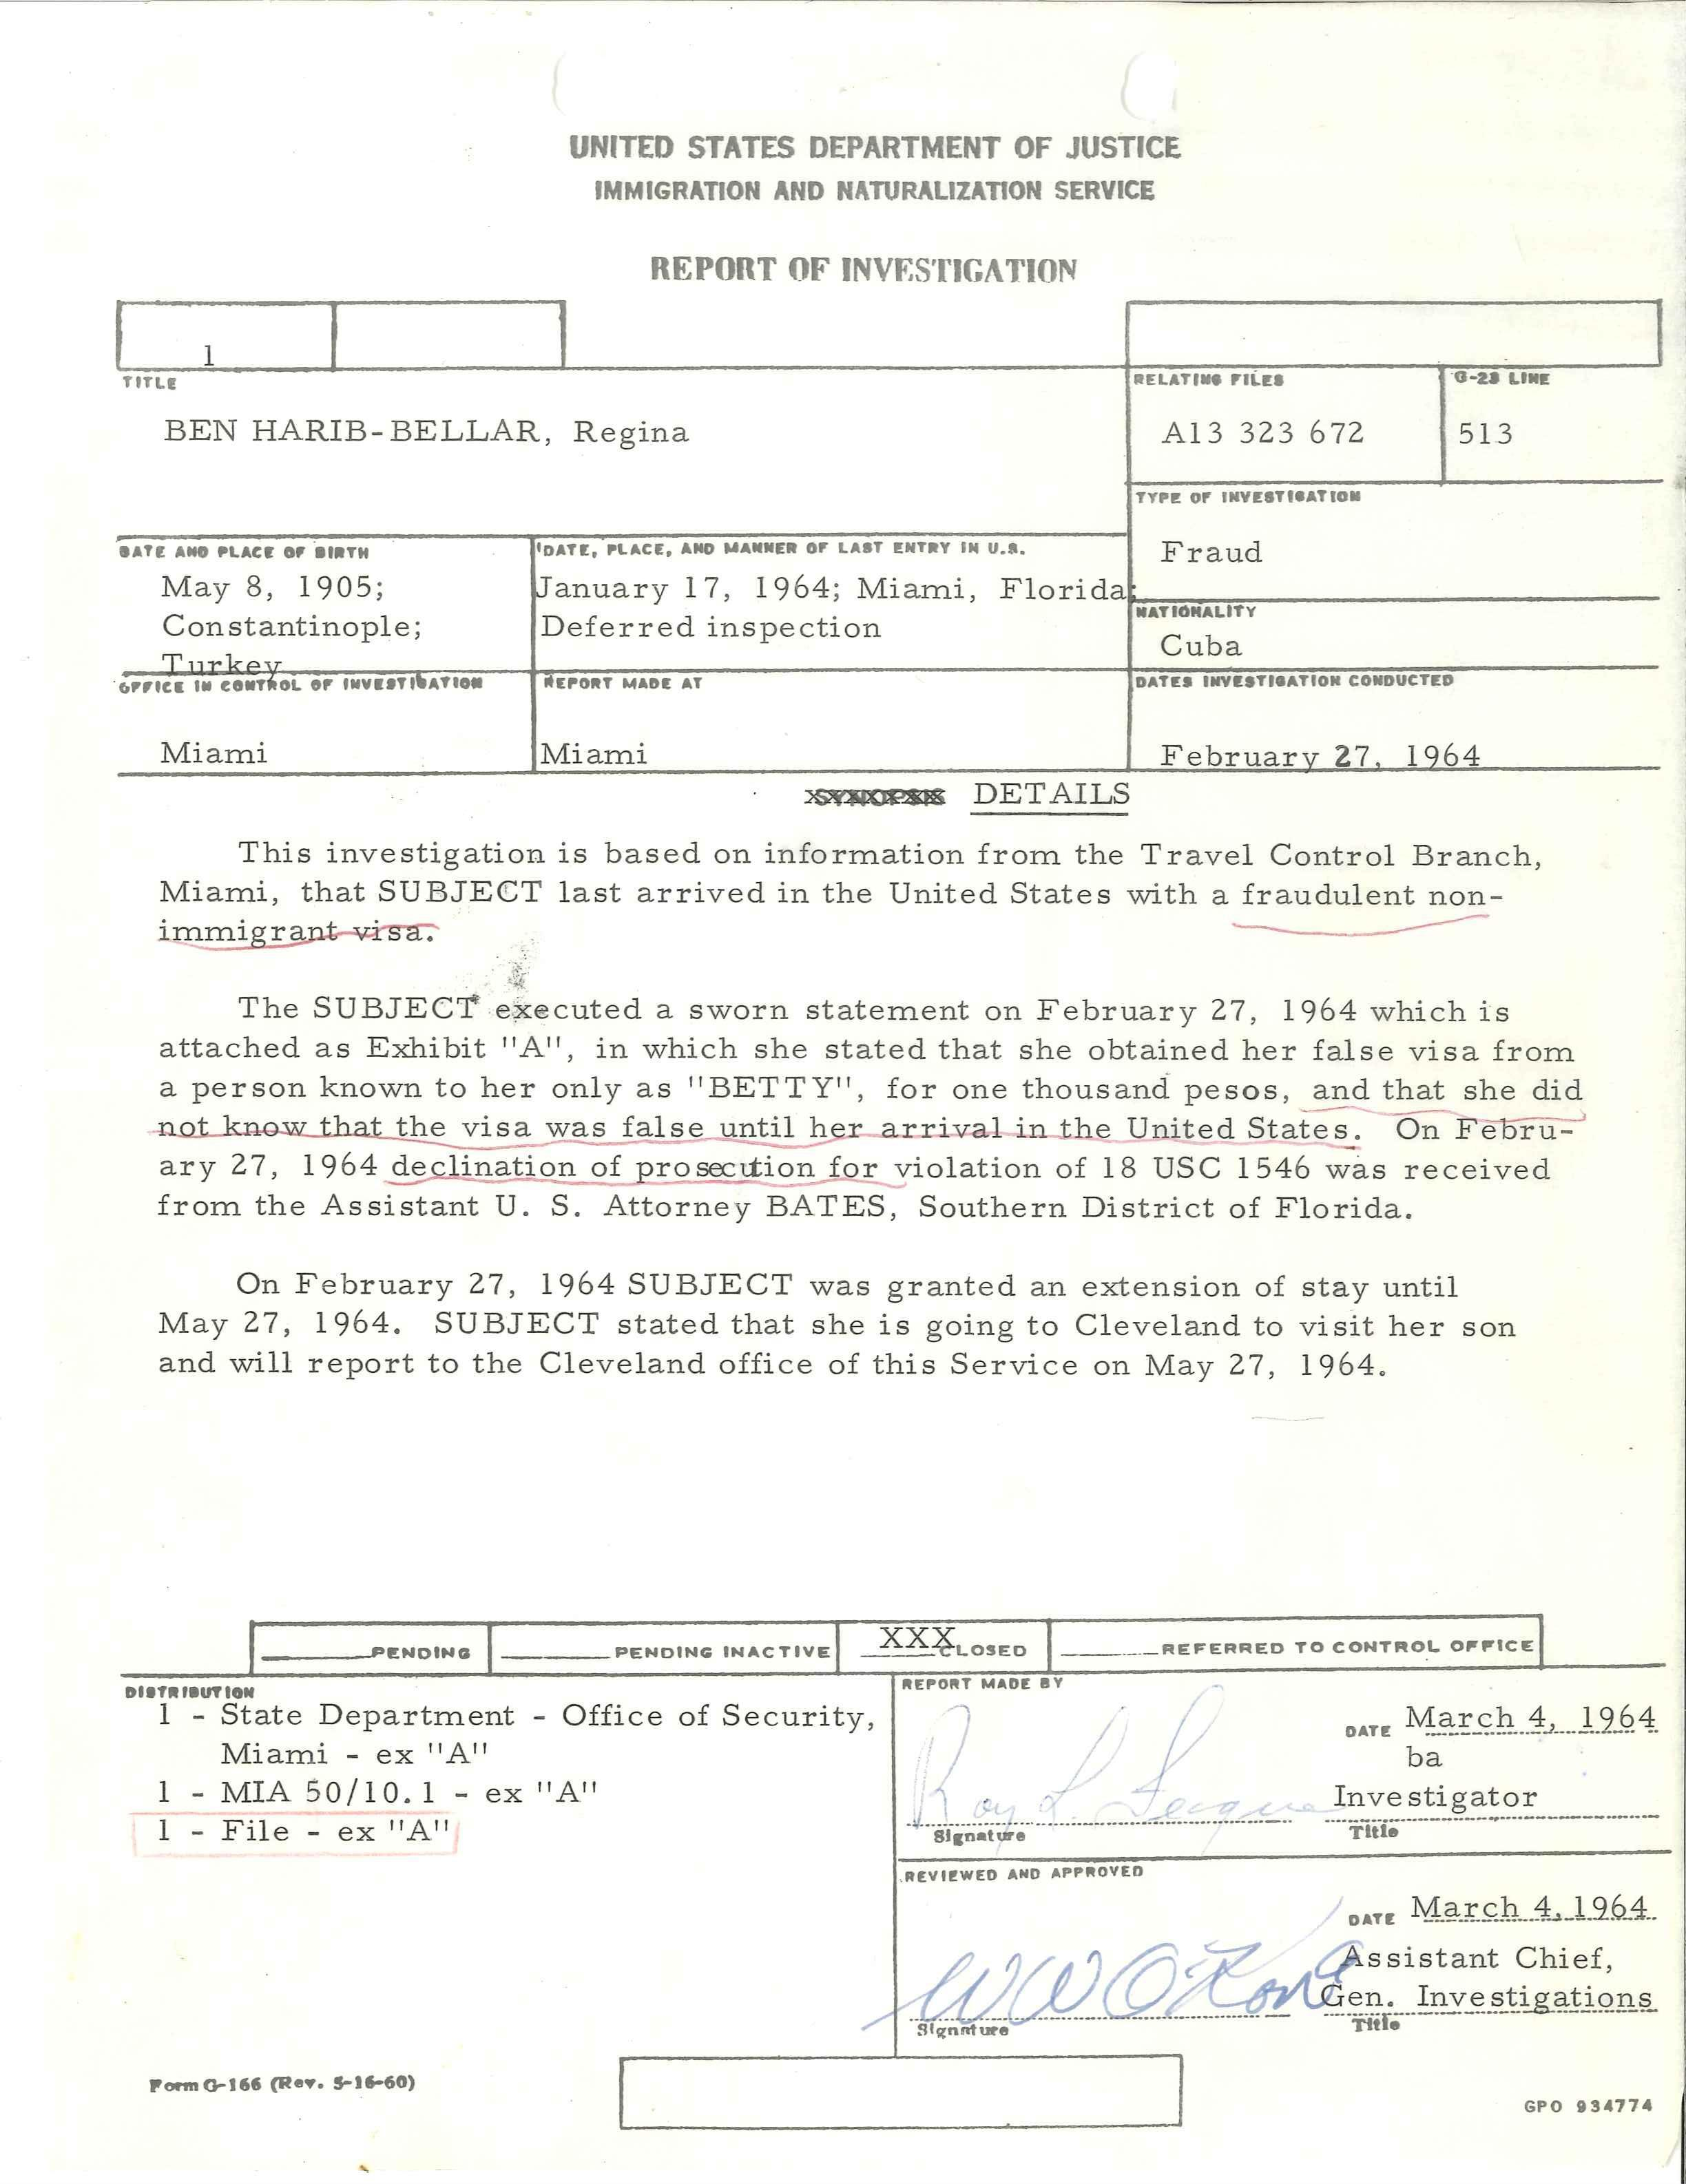 UNITED STATES DEPARTMENT OF JUSTICE
IMMIGRATION AND NATURALIZATION SERVICE
REPORT OF INVESTIGATION
1
TITLE
BEN HARIB-BELLAR, Regina
RELATING FILES
A13 323 672
G-23 LINE
513
TYPE OF INVESTIGATION
Fraud
DATE AND PLACE OF BIRTH
May 8, 1905;
Constantinople;
Turkey
DATE, PLACE, AND MANNER OF LAST ENTRY IN U.S.
January 17, 1964; Miami, Florida;
Deferred inspection
NATIONALITY
Cuba
OFFICE IN CONTROL OF INVESTIGATION
Miami
REPORT MADE AT
Miami
DATES INVESTIGATION CONDUCTED
February 27, 1964
SYNOPSIS DETAILS
This investigation is based on information from the Travel Control Branch,
Miami, that SUBJECT last arrived in the United States with a fraudulent non-
immigrant visa.
The SUBJECT executed a sworn statement on February 27, 1964 which is
attached as Exhibit "A", in which she stated that she obtained her false visa from
a person known to her only as "BETTY", for one thousand pesos, and that she did
not know that the visa was false until her arrival in the United States. On Febru-
ary 27, 1964 declination of prosecution for violation of 18 USC 1546 was received
from the Assistant U. S. Attorney BATES, Southern District of Florida.
On February 27, 1964 SUBJECT was granted an extension of stay until
May 27, 1964. SUBJECT stated that she is going to Cleveland to visit her son
and will report to the Cleveland office of this Service on May 27, 1964.
PENDING
PENDING INACTIVE
XXX CLOSED
REFERRED TO CONTROL OFFICE
DISTRIBUTION
1 - State Department - Office of Security,
Miami - ex "A"
1 - MIA 50/10.1 - ex "A"
1 - File - ex "A"
REPORT MADE BY
Roy L.
Signature
DATE March 4, 1964
ba
Investigator
Title
REVIEWED AND APPROVED
W W
Signature
DATE March 4, 1964
Assistant Chief,
Gen. Investigations
Title
Form G-166 (Rev. 5-16-60)
GPO 934774